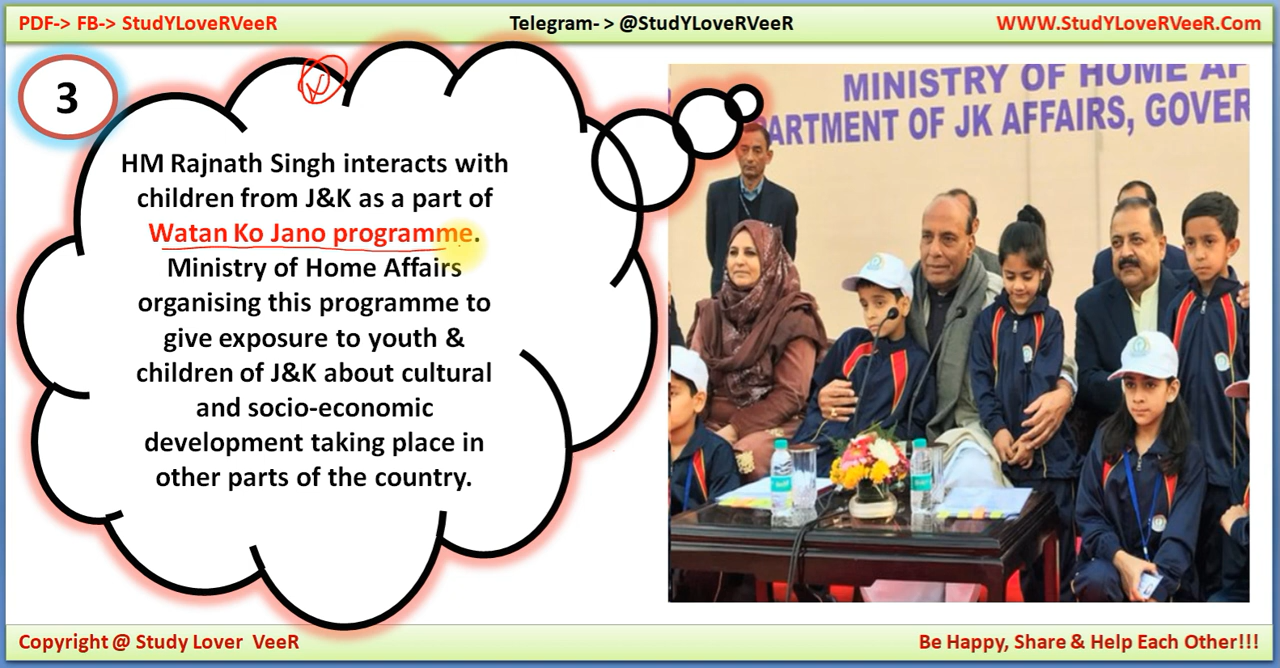 PDF-> FB-> StudYLoveRVeeR
Telegram- > @StudYLoveRVeeR
WWW.StudYLoveRVeeR.Com
3
HM Rajnath Singh interacts with
children from J&K as a part of
Watan Ko Jano programme.
Ministry of Home Affairs
organising this programme to
give exposure to youth &
children of J&K about cultural
and socio-economic
development taking place in
other parts of the country.
MINISTRY OF HOME AF
PARTMENT OF JK AFFAIRS, GOVER
Copyright @ Study Lover VeeR
Be Happy, Share & Help Each Other!!!